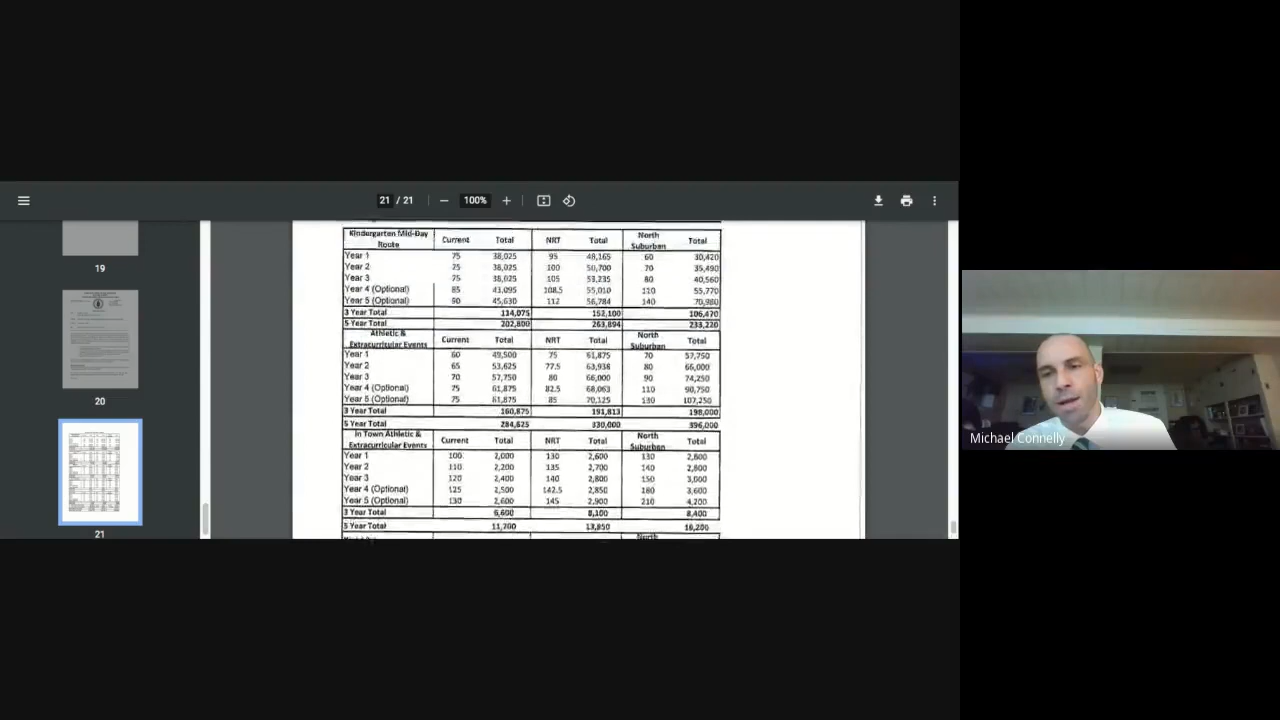 21 / 21 100%
19
20
21
Kindergarten Mid-Day Route Current Total NRT Total North Suburban Total
Year 1 75 38,025 95 48,165 60 30,420
Year 2 75 38,025 100 50,700 70 35,490
Year 3 75 38,025 105 53,235 80 40,560
Year 4 (Optional) 85 43,095 108.5 55,010 110 55,770
Year 5 (Optional) 90 45,630 112 56,784 140 70,980
3 Year Total 114,075 152,100 106,470
5 Year Total 202,800 263,894 233,220
Athletic & Extracurricular Events Current Total NRT Total North Suburban Total
Year 1 60 49,500 75 61,875 70 57,750
Year 2 65 53,625 77.5 63,938 80 66,000
Year 3 70 57,750 80 66,000 90 74,250
Year 4 (Optional) 75 61,875 82.5 68,063 110 90,750
Year 5 (Optional) 75 61,875 85 70,125 130 107,250
3 Year Total 160,875 191,813 198,000
5 Year Total 284,625 330,000 396,000
In Town Athletic & Extracurricular Events Current Total NRT Total North Suburban Total
Year 1 100 2,000 130 2,600 130 2,600
Year 2 110 2,200 135 2,700 140 2,800
Year 3 120 2,400 140 2,800 150 3,000
Year 4 (Optional) 125 2,500 142.5 2,850 180 3,600
Year 5 (Optional) 130 2,600 145 2,900 210 4,200
3 Year Total 6,600 8,100 8,400
5 Year Total 11,700 13,850 16,200
North
Michael Connelly